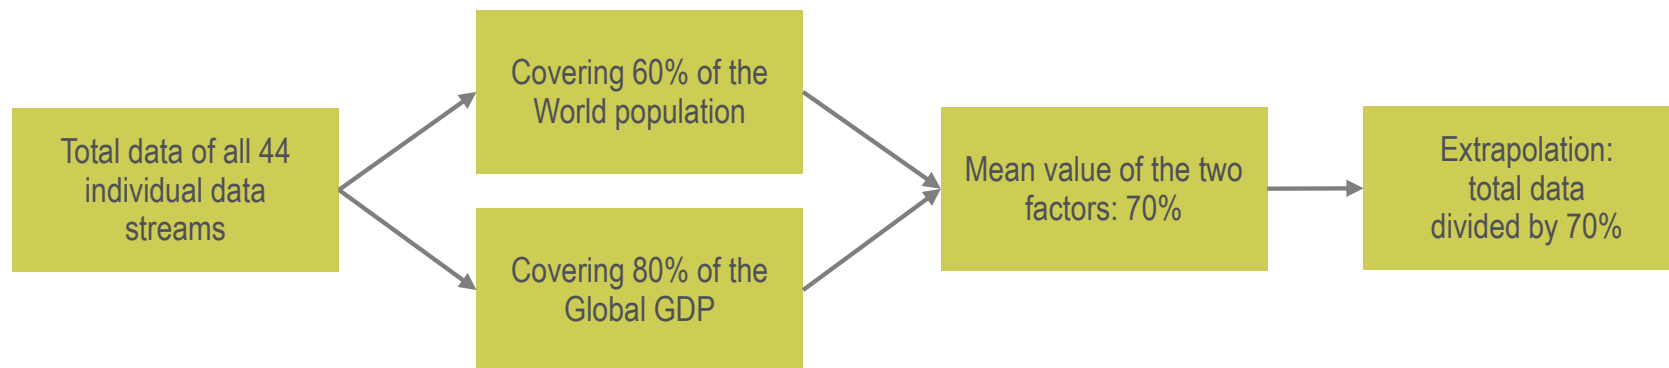 Total data of all 44
individual data
streams
Covering 60% of the
World population
Covering 80% of the
Global GDP
Mean value of the two
factors: 70%
Extrapolation:
total data
divided by 70%